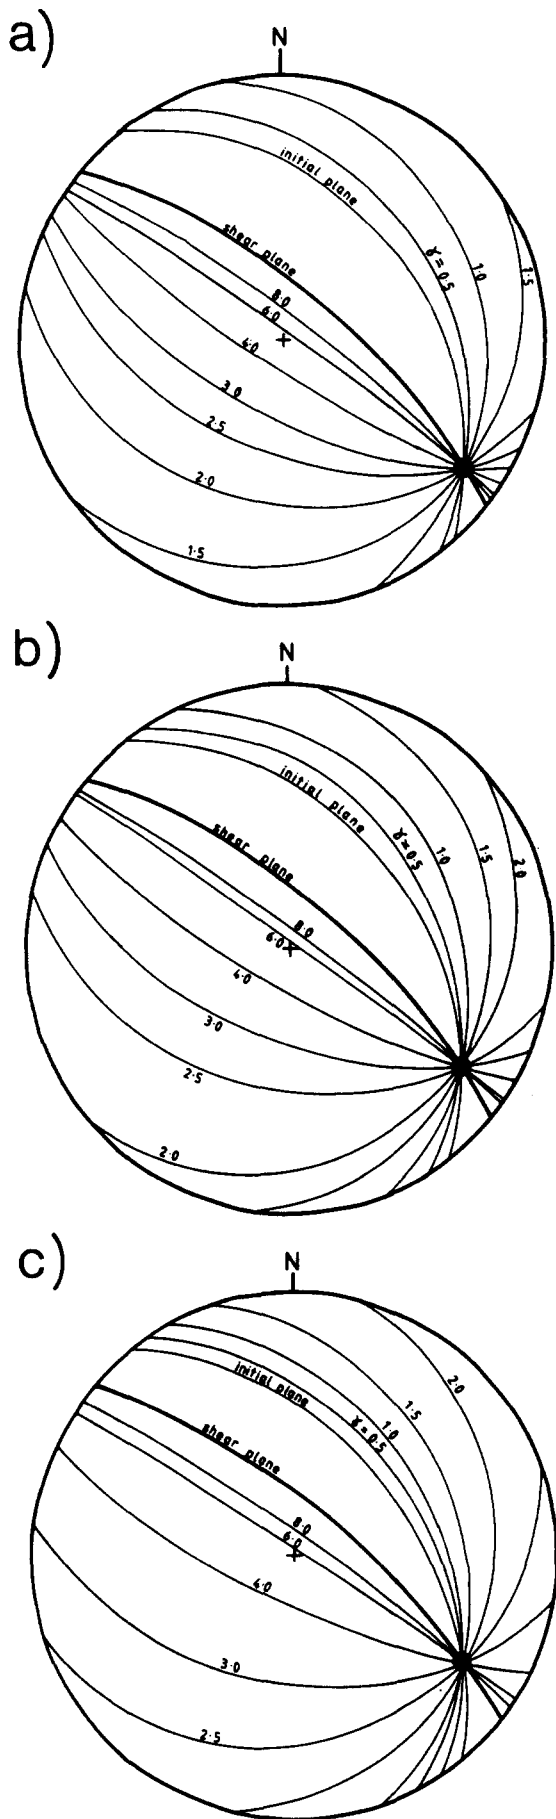 a)
N
initial plane
shear plane
γ=0·5
1·0
1·5
8·0
6·0
4·0
3·0
2·5
2·0
1·5
b)
N
initial plane
shear plane
γ=0·5
1·0
1·5
2·0
8·0
6·0
4·0
3·0
2·5
2·0
c)
N
initial plane
shear plane
γ=0·5
1·0
1·5
2·0
8·0
6·0
4·0
3·0
2·5